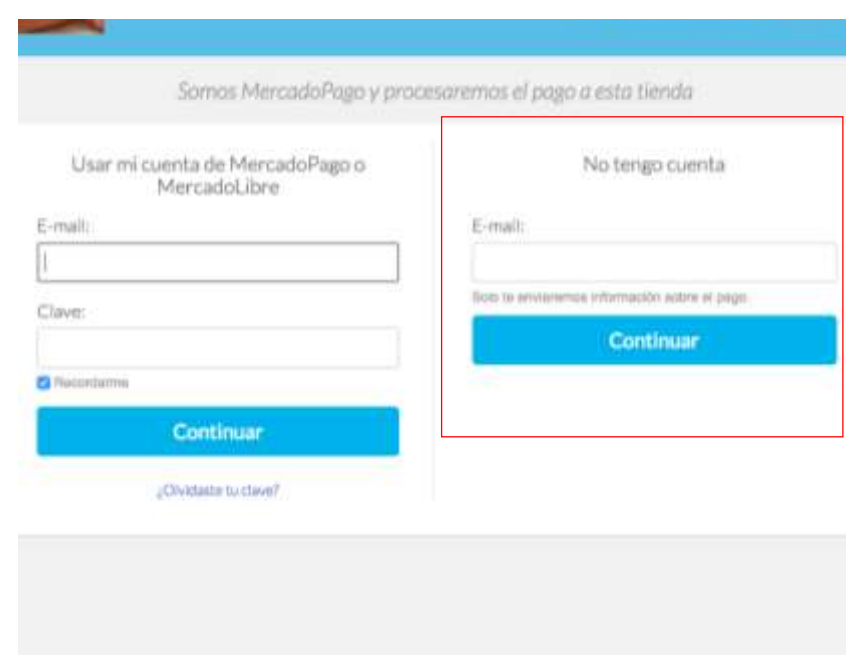 Somos MercadoPago y procesaremos el pago a esta tienda
Usar mi cuenta de MercadoPago o
MercadoLibre
E-mail:
Clave:
Recordarme
Continuar
¿Olvidaste tu clave?
No tengo cuenta
E-mail:
Solo te enviaremos información sobre el pago.
Continuar